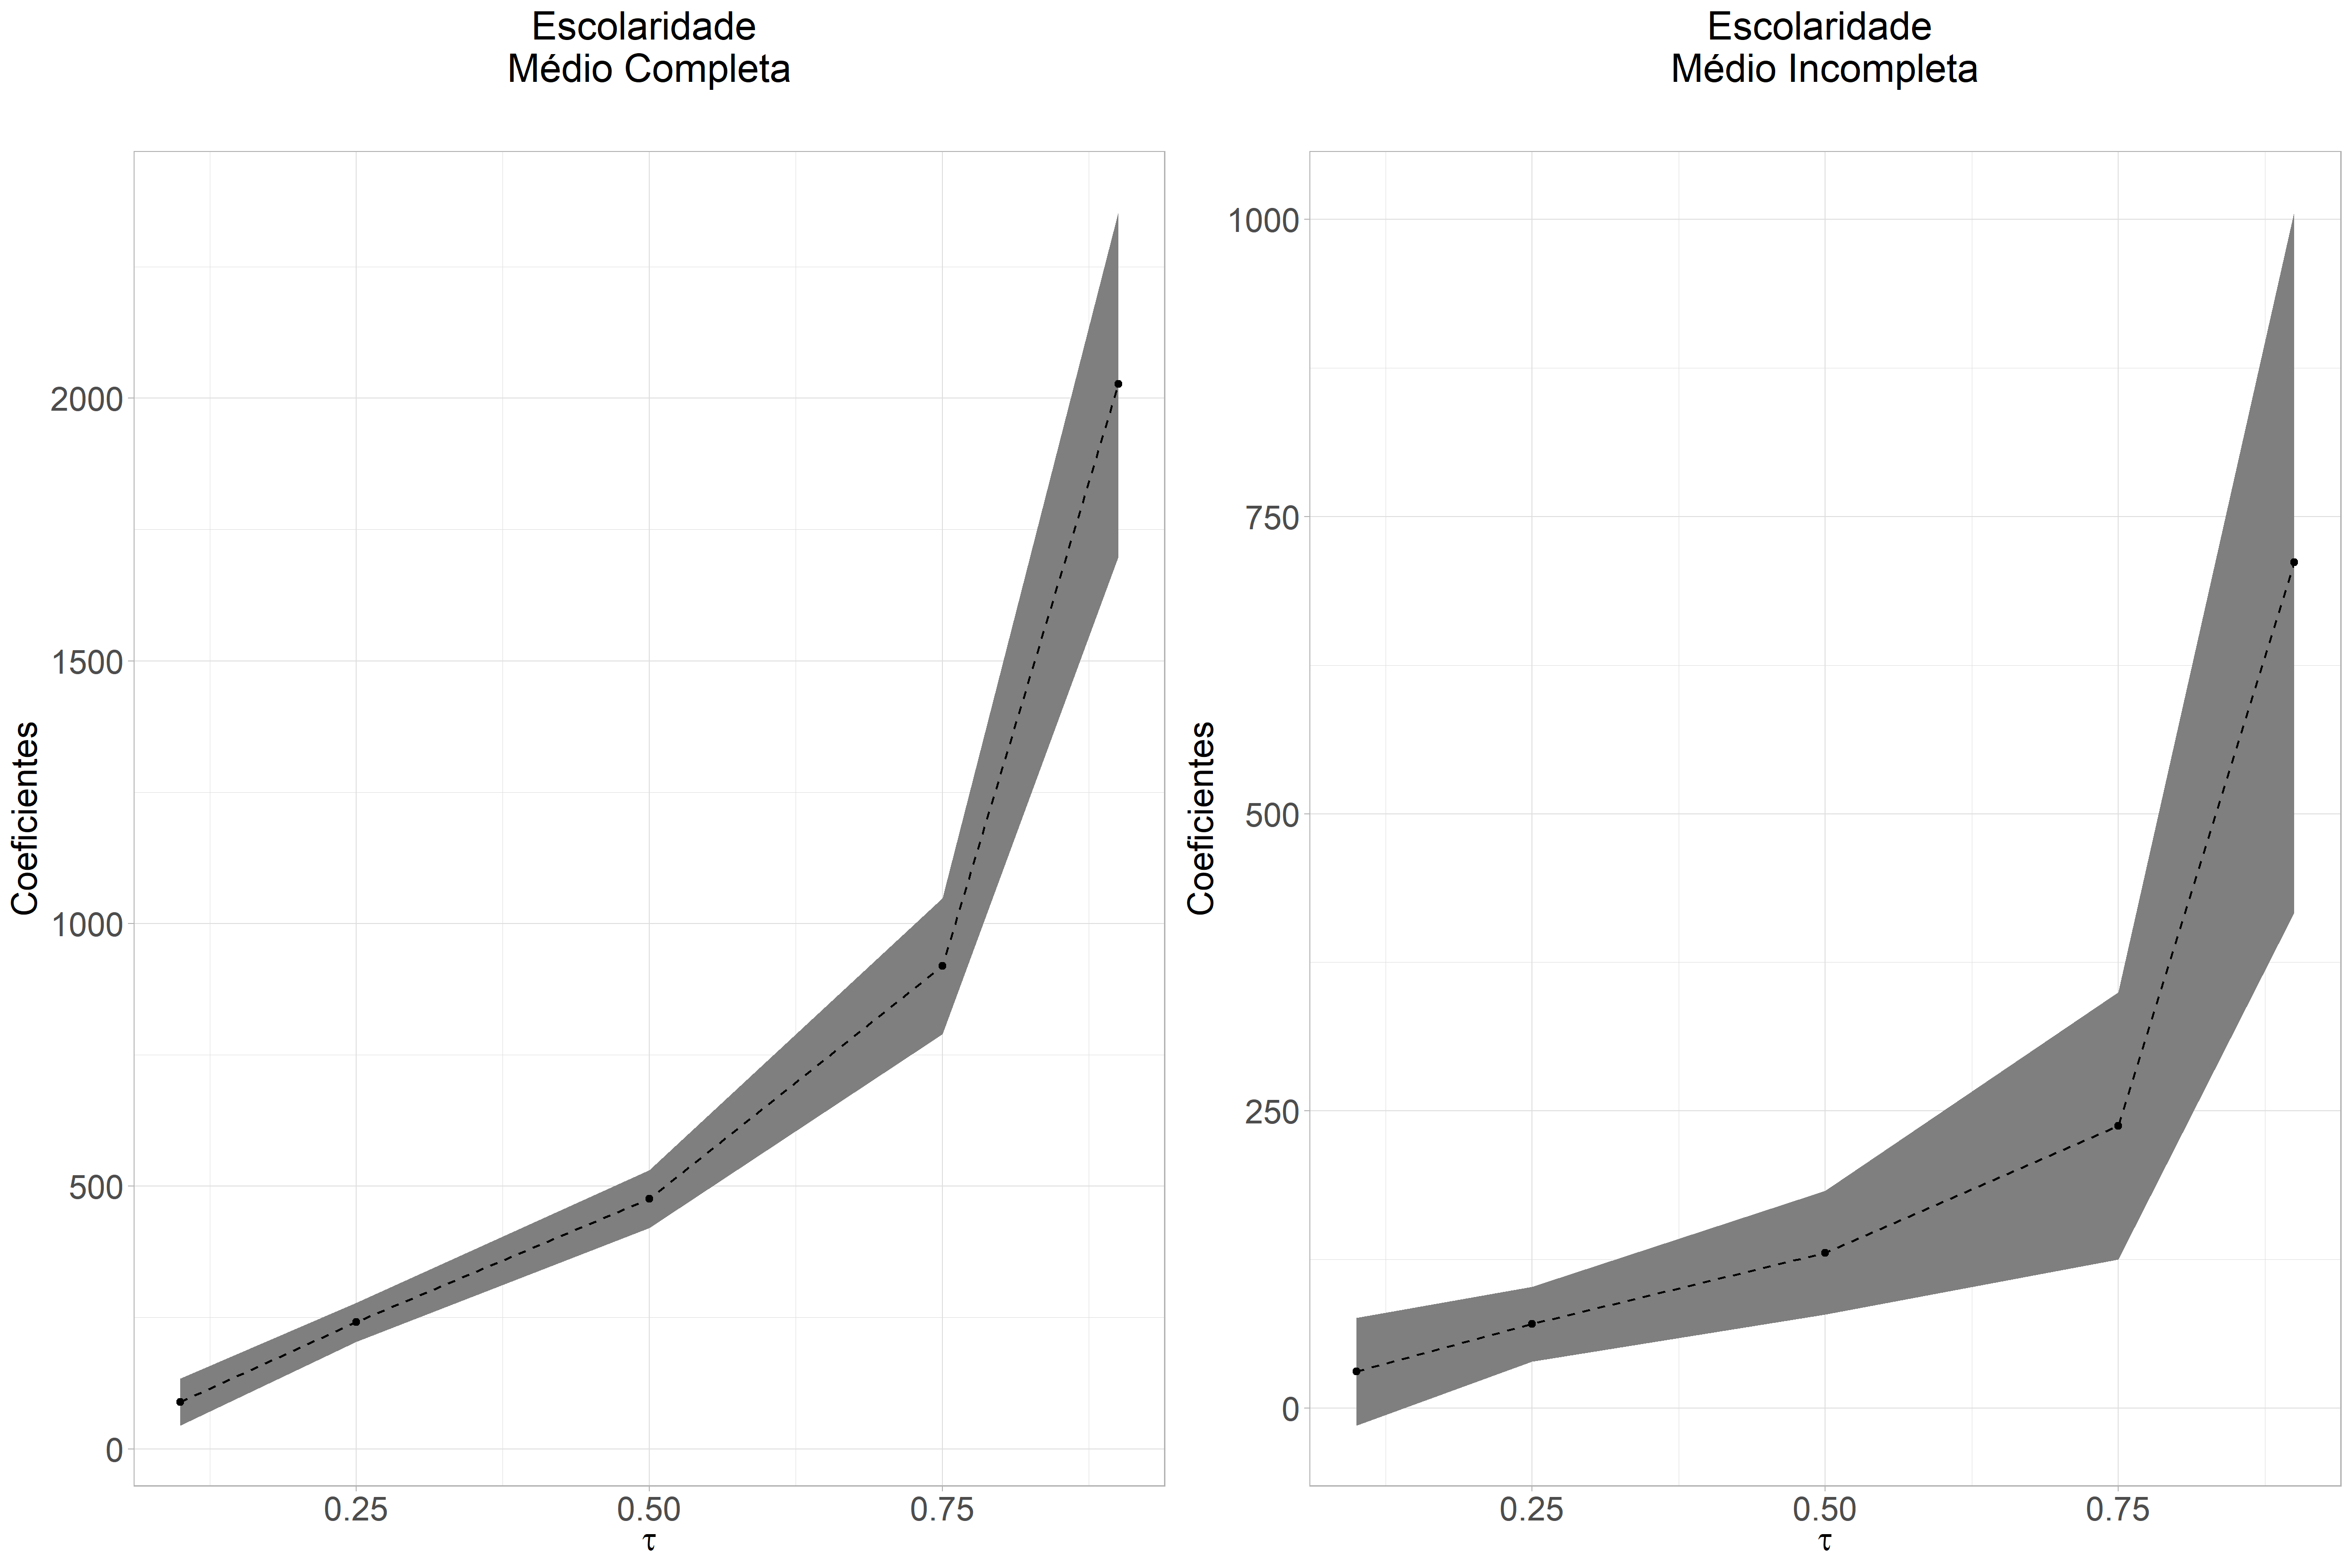 Escolaridade
Médio Completa
Coeficientes
2000
1500
1000
500
0
0.25 0.50 0.75
τ
Escolaridade
Médio Incompleta
Coeficientes
1000
750
500
250
0
0.25 0.50 0.75
τ